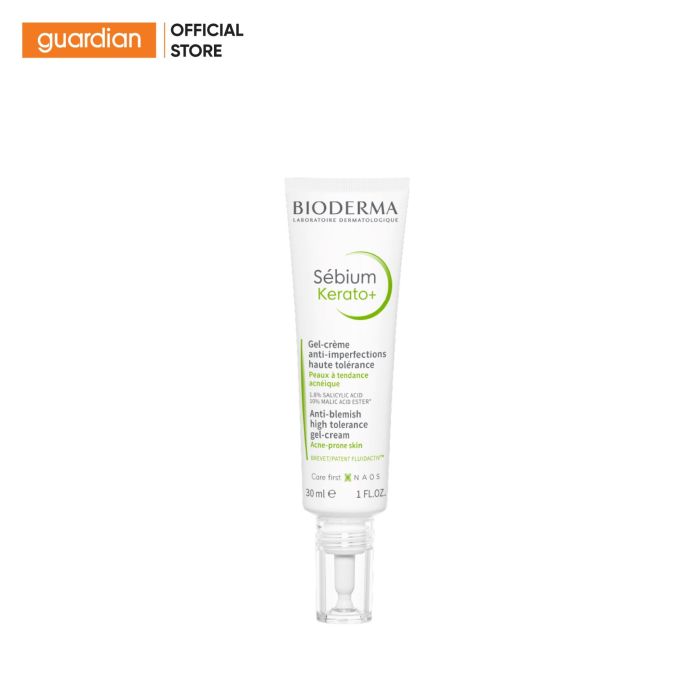 guardian
OFFICIAL
STORE
BIODERMA
LABORATOIRE DERMATOLOGIQUE
Sébium
Kerato+
Gel-crème
anti-imperfections
haute tolérance
Peaux à tendance
acnéique
1.8% SALICYLIC ACID
10% MALIC ACID ESTER*
Anti-blemish
high tolerance
gel-cream
Acne-prone skin
BREVET/PATENT FLUIDACTIV™
Care first NAOS
30 ml ℮ 1 FL.OZ.